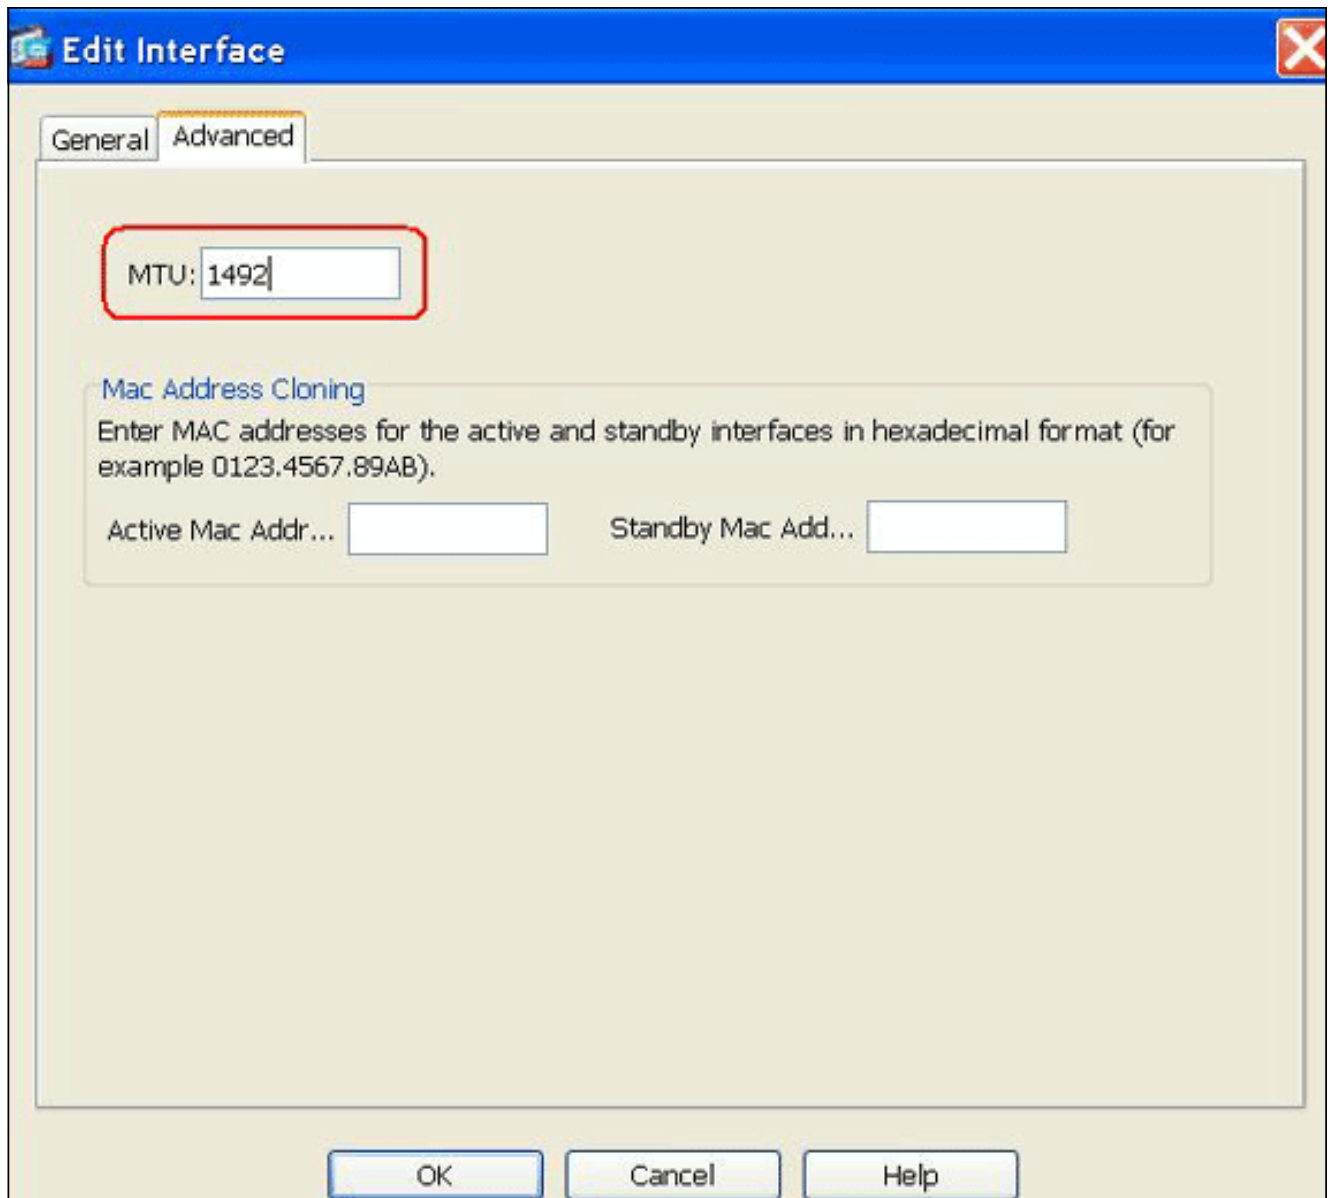 Edit Interface
General
Advanced
MTU: 1492
Mac Address Cloning
Enter MAC addresses for the active and standby interfaces in hexadecimal format (for
example 0123.4567.89AB).
Active Mac Addr... Standby Mac Add...
OK Cancel Help